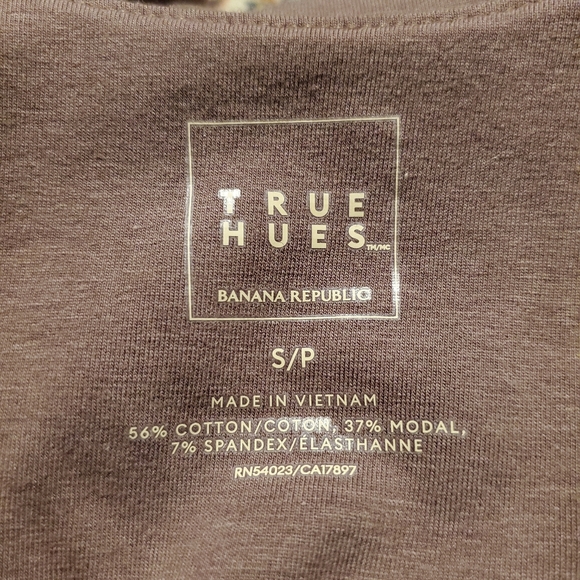 TRUE
HUES TM/MC
BANANA REPUBLIC
S/P
MADE IN VIETNAM
56% COTTON/COTON, 37% MODAL,
7% SPANDEX/ÉLASTHANNE
RN54023/CA17897